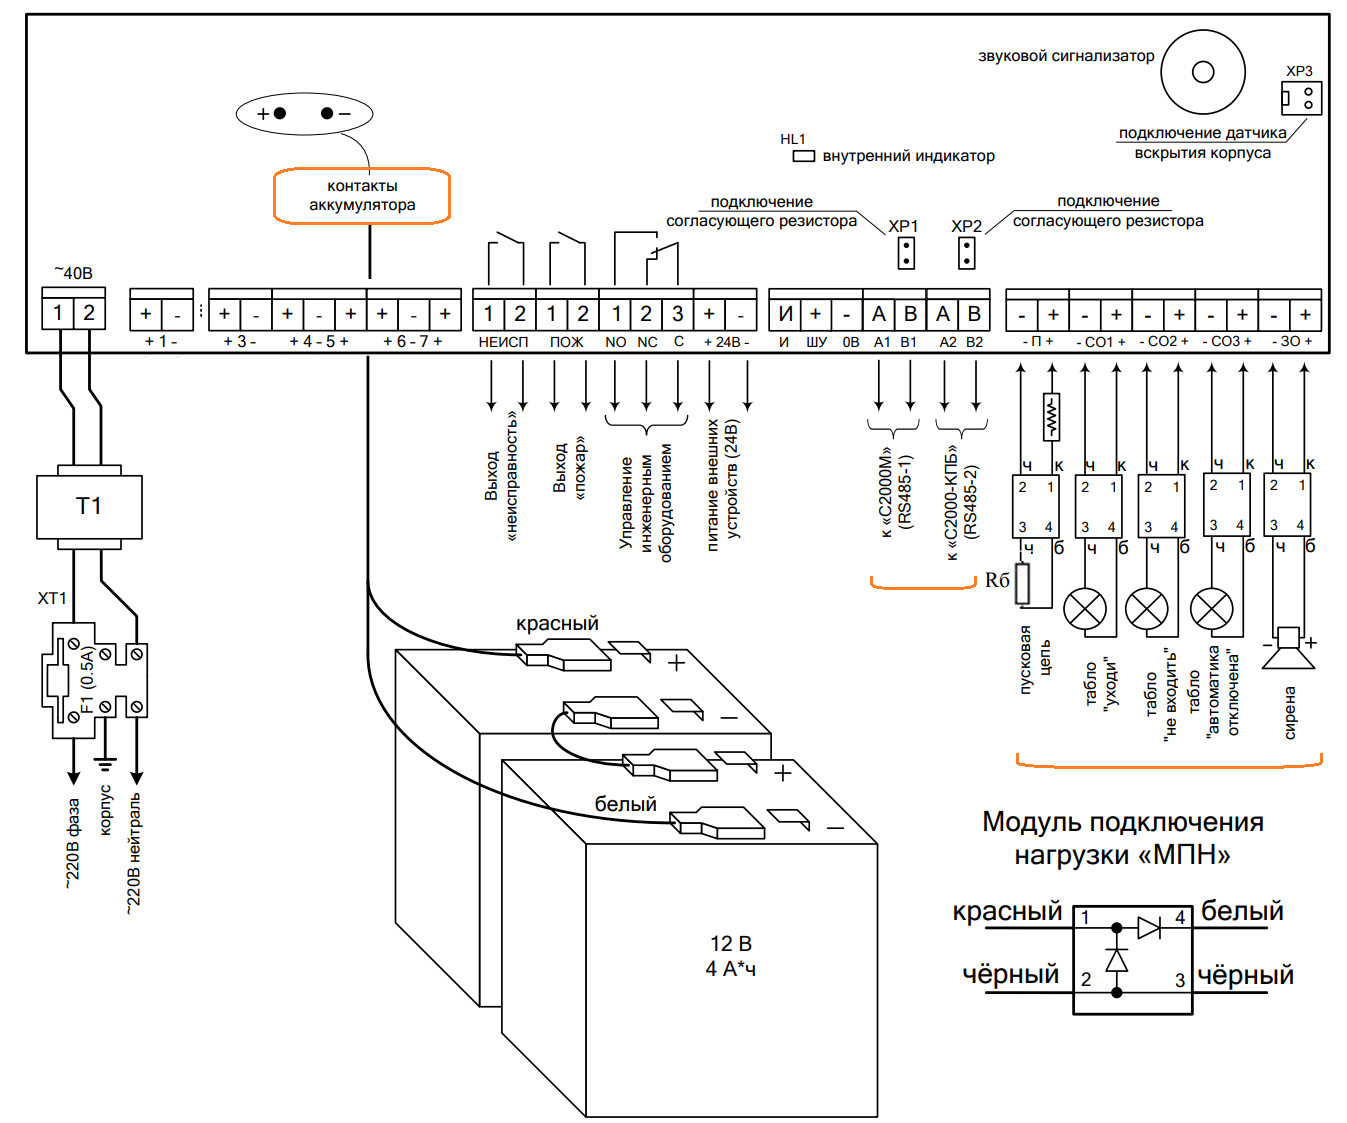 звуковой сигнализатор
XP3
+ −
HL1
подключение датчика
вскрытия корпуса
внутренний индикатор
контакты
аккумулятора
подключение
согласующего резистора
подключение
согласующего резистора
XP1
XP2
~40В
1 2
+ - + - + - + + - +
1 2 1 2 1 2 3 + -
И + - A B A B
- + - + - + - + - +
+ 1 -
+ 3 -
+ 4 - 5 +
+ 6 - 7 +
НЕИСП
ПОЖ
NO
NC
C
+ 24В -
И
ШУ
0В
A1
B1
A2
B2
- П +
- СО1 +
- СО2 +
- СО3 +
- ЗО +
Выход
«неисправность»
Выход
«пожар»
Управление
инженерным
оборудованием
питание внешних
устройств (24В)
к «С2000М»
(RS485-1)
к «С2000-КПБ»
(RS485-2)
ч к ч к ч к ч к ч к
2 1 2 1 2 1 2 1 2 1
3 4 3 4 3 4 3 4 3 4
ч б ч б ч б ч б ч б
Rб
T1
XT1
F1 (0.5A)
пусковая
цепь
табло
"уходи"
табло
"не входить"
табло
"автоматика
отключена"
- +
сирена
~220В фаза
корпус
~220В нейтраль
красный
+
−
+
белый
−
12 В
4 А*ч
Модуль подключения
нагрузки «МПН»
красный 1 4 белый
чёрный 2 3 чёрный